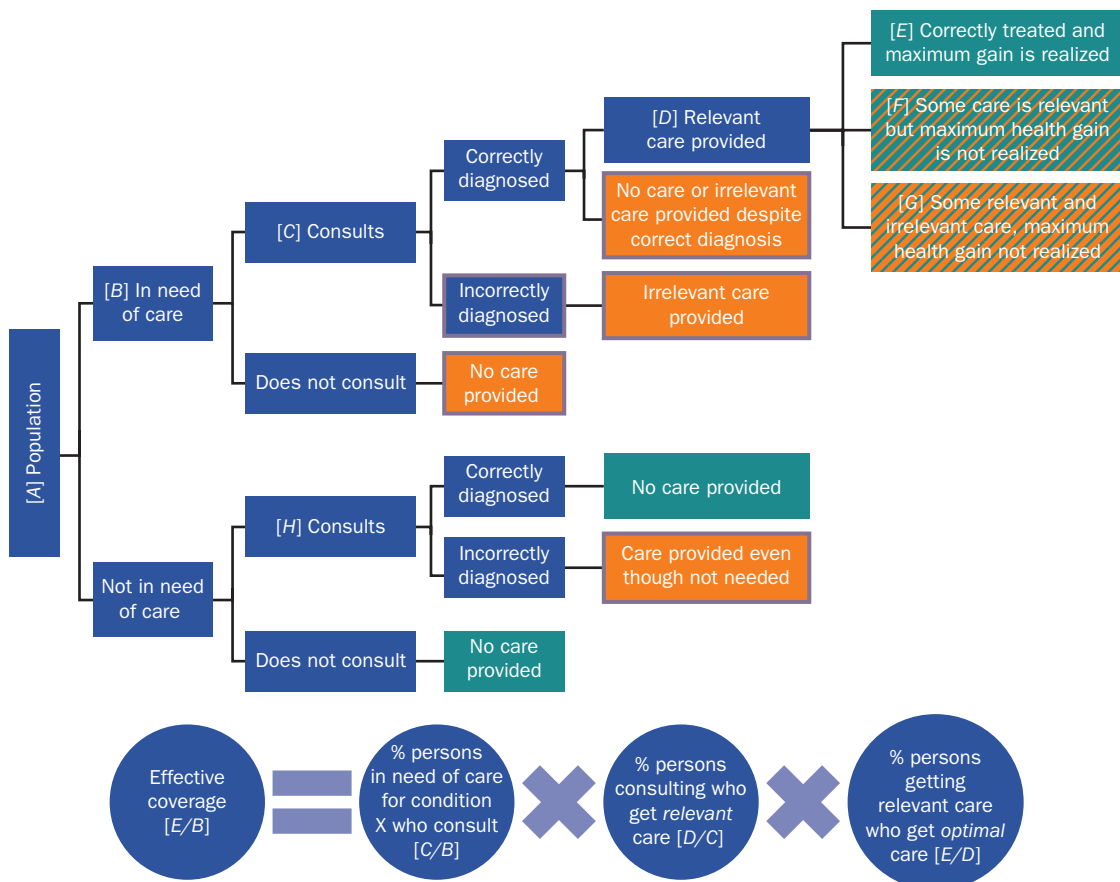 [E] Correctly treated and
maximum gain is realized
[D] Relevant
care provided
[F] Some care is relevant
but maximum health gain
is not realized
Correctly
diagnosed
No care or irrelevant
care provided despite
correct diagnosis
[G] Some relevant and
irrelevant care, maximum
health gain not realized
[C] Consults
[B] In need
of care
Incorrectly
diagnosed
Irrelevant care
provided
Does not consult
No care
provided
[A] Population
Correctly
diagnosed
No care provided
[H] Consults
Incorrectly
diagnosed
Care provided even
though not needed
Not in need
of care
Does not consult
No care
provided
Effective
coverage
[E/B]
% persons
in need of care
for condition
X who consult
[C/B]
% persons
consulting who
get relevant
care [D/C]
% persons
getting
relevant care
who get optimal
care [E/D]